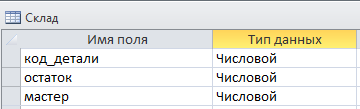 Склад
Имя поля Тип данных
код_детали Числовой
остаток Числовой
мастер Числовой